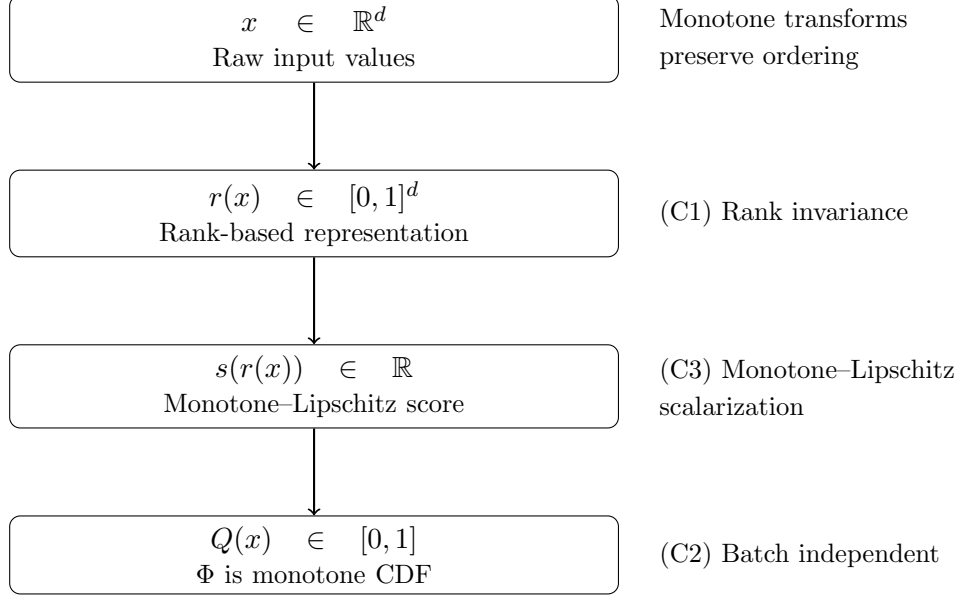 x ∈ ℝ^d
Raw input values
Monotone transforms
preserve ordering
r(x) ∈ [0, 1]^d
Rank-based representation
(C1) Rank invariance
s(r(x)) ∈ ℝ
Monotone–Lipschitz score
(C3) Monotone–Lipschitz
scalarization
Q(x) ∈ [0, 1]
Φ is monotone CDF
(C2) Batch independent